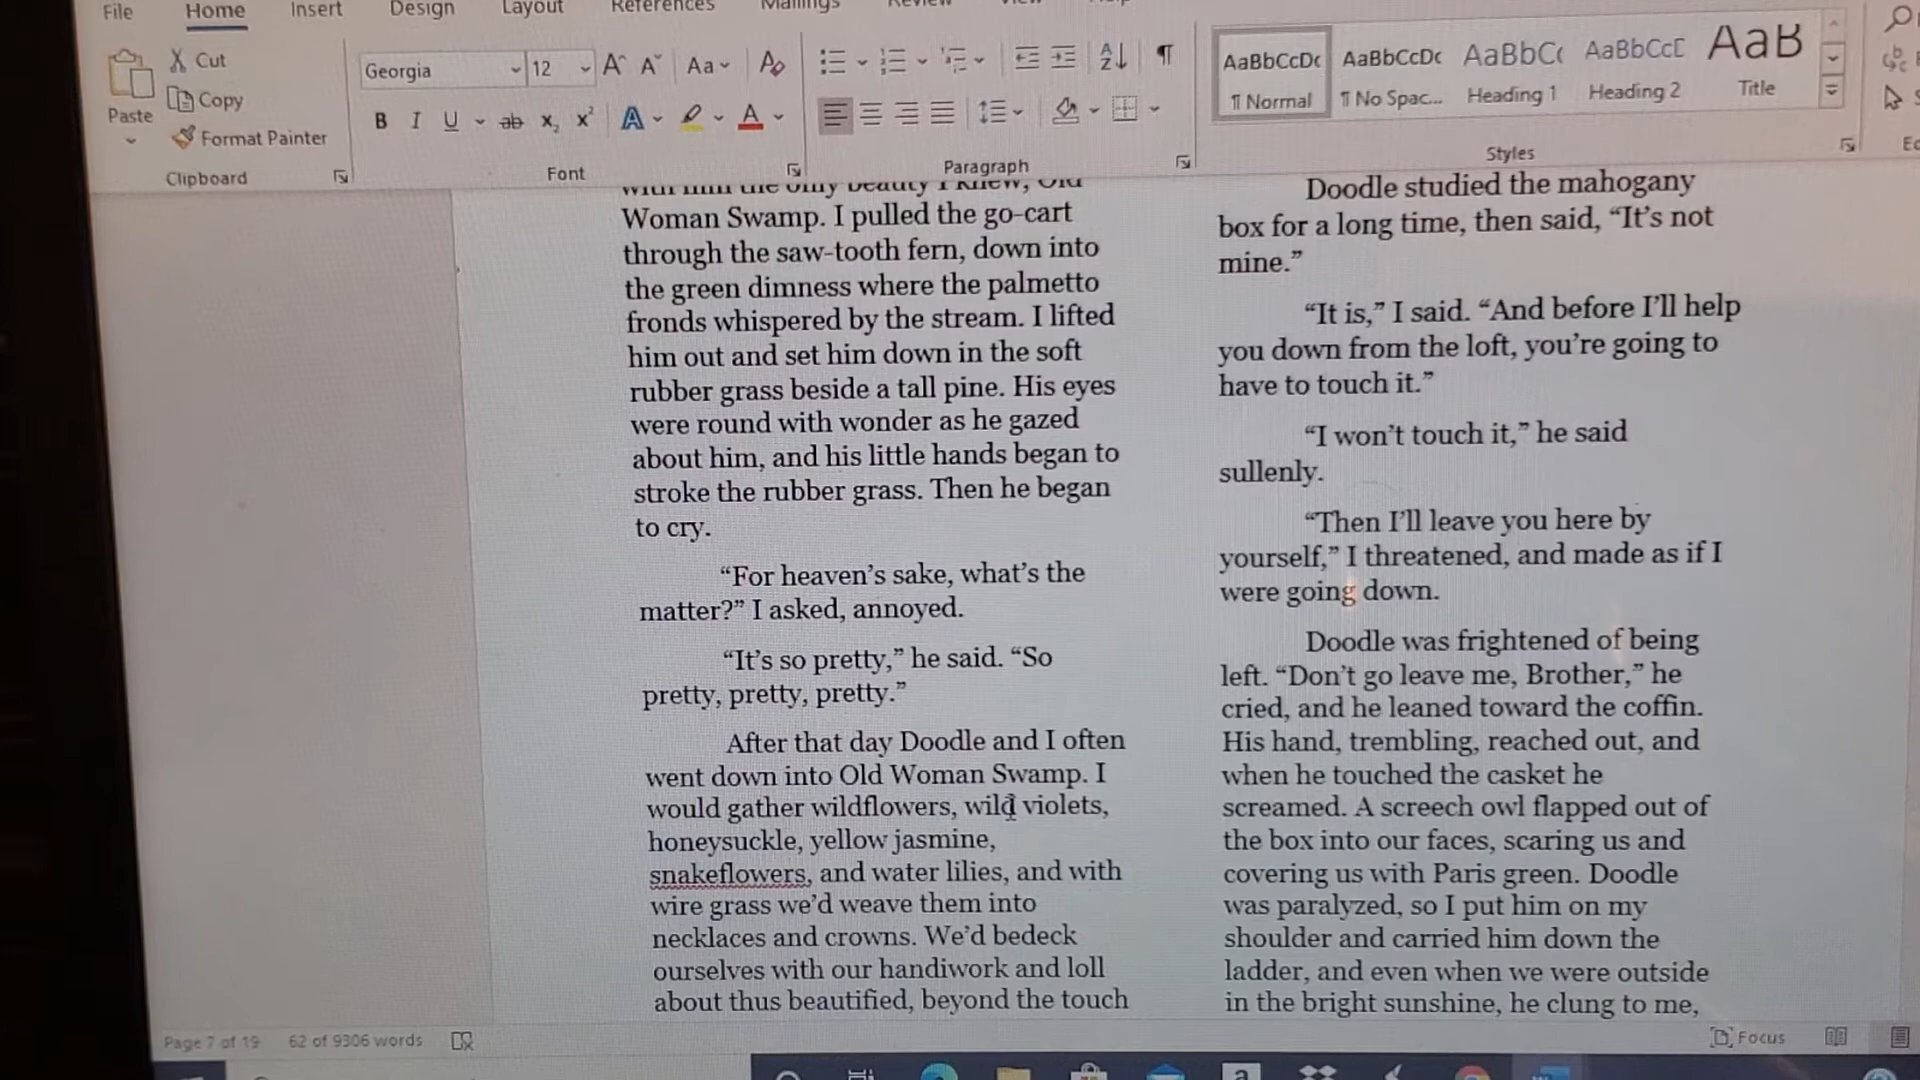 File Home Insert Design Layout References Mailings Review View Help
Paste
Cut
Copy
Format Painter
Clipboard
Georgia 12
Font
Paragraph
AaBbCcDc AaBbCcDc AaBbC AaBbCcD AaB
¶ Normal ¶ No Spac... Heading 1 Heading 2 Title
Styles
with him the only beauty I knew, Old
Woman Swamp. I pulled the go-cart
through the saw-tooth fern, down into
the green dimness where the palmetto
fronds whispered by the stream. I lifted
him out and set him down in the soft
rubber grass beside a tall pine. His eyes
were round with wonder as he gazed
about him, and his little hands began to
stroke the rubber grass. Then he began
to cry.
“For heaven’s sake, what’s the
matter?” I asked, annoyed.
“It’s so pretty,” he said. “So
pretty, pretty, pretty.”
After that day Doodle and I often
went down into Old Woman Swamp. I
would gather wildflowers, wild violets,
honeysuckle, yellow jasmine,
snakeflowers, and water lilies, and with
wire grass we’d weave them into
necklaces and crowns. We’d bedeck
ourselves with our handiwork and loll
about thus beautified, beyond the touch
Doodle studied the mahogany
box for a long time, then said, “It’s not
mine.”
“It is,” I said. “And before I’ll help
you down from the loft, you’re going to
have to touch it.”
“I won’t touch it,” he said
sullenly.
“Then I’ll leave you here by
yourself,” I threatened, and made as if I
were going down.
Doodle was frightened of being
left. “Don’t go leave me, Brother,” he
cried, and he leaned toward the coffin.
His hand, trembling, reached out, and
when he touched the casket he
screamed. A screech owl flapped out of
the box into our faces, scaring us and
covering us with Paris green. Doodle
was paralyzed, so I put him on my
shoulder and carried him down the
ladder, and even when we were outside
in the bright sunshine, he clung to me,
Page 7 of 19 62 of 9306 words
Focus